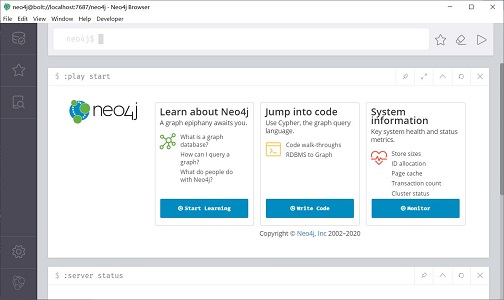 neo4j@bolt://localhost:7687/neo4j - Neo4j Browser
File Edit View Window Help Developer
neo4j$
$ :play start
neo4j
Learn about Neo4j
A graph epiphany awaits you.
What is a graph
database?
How can I query a
graph?
What do people do
with Neo4j?
Start Learning
Jump into code
Use Cypher, the graph query
language.
Code walk-throughs
RDBMS to Graph
Write Code
System
information
Key system health and status
metrics.
Store sizes
ID allocation
Page cache
Transaction count
Cluster status
Monitor
Copyright © Neo4j, Inc 2002–2020
$ :server status